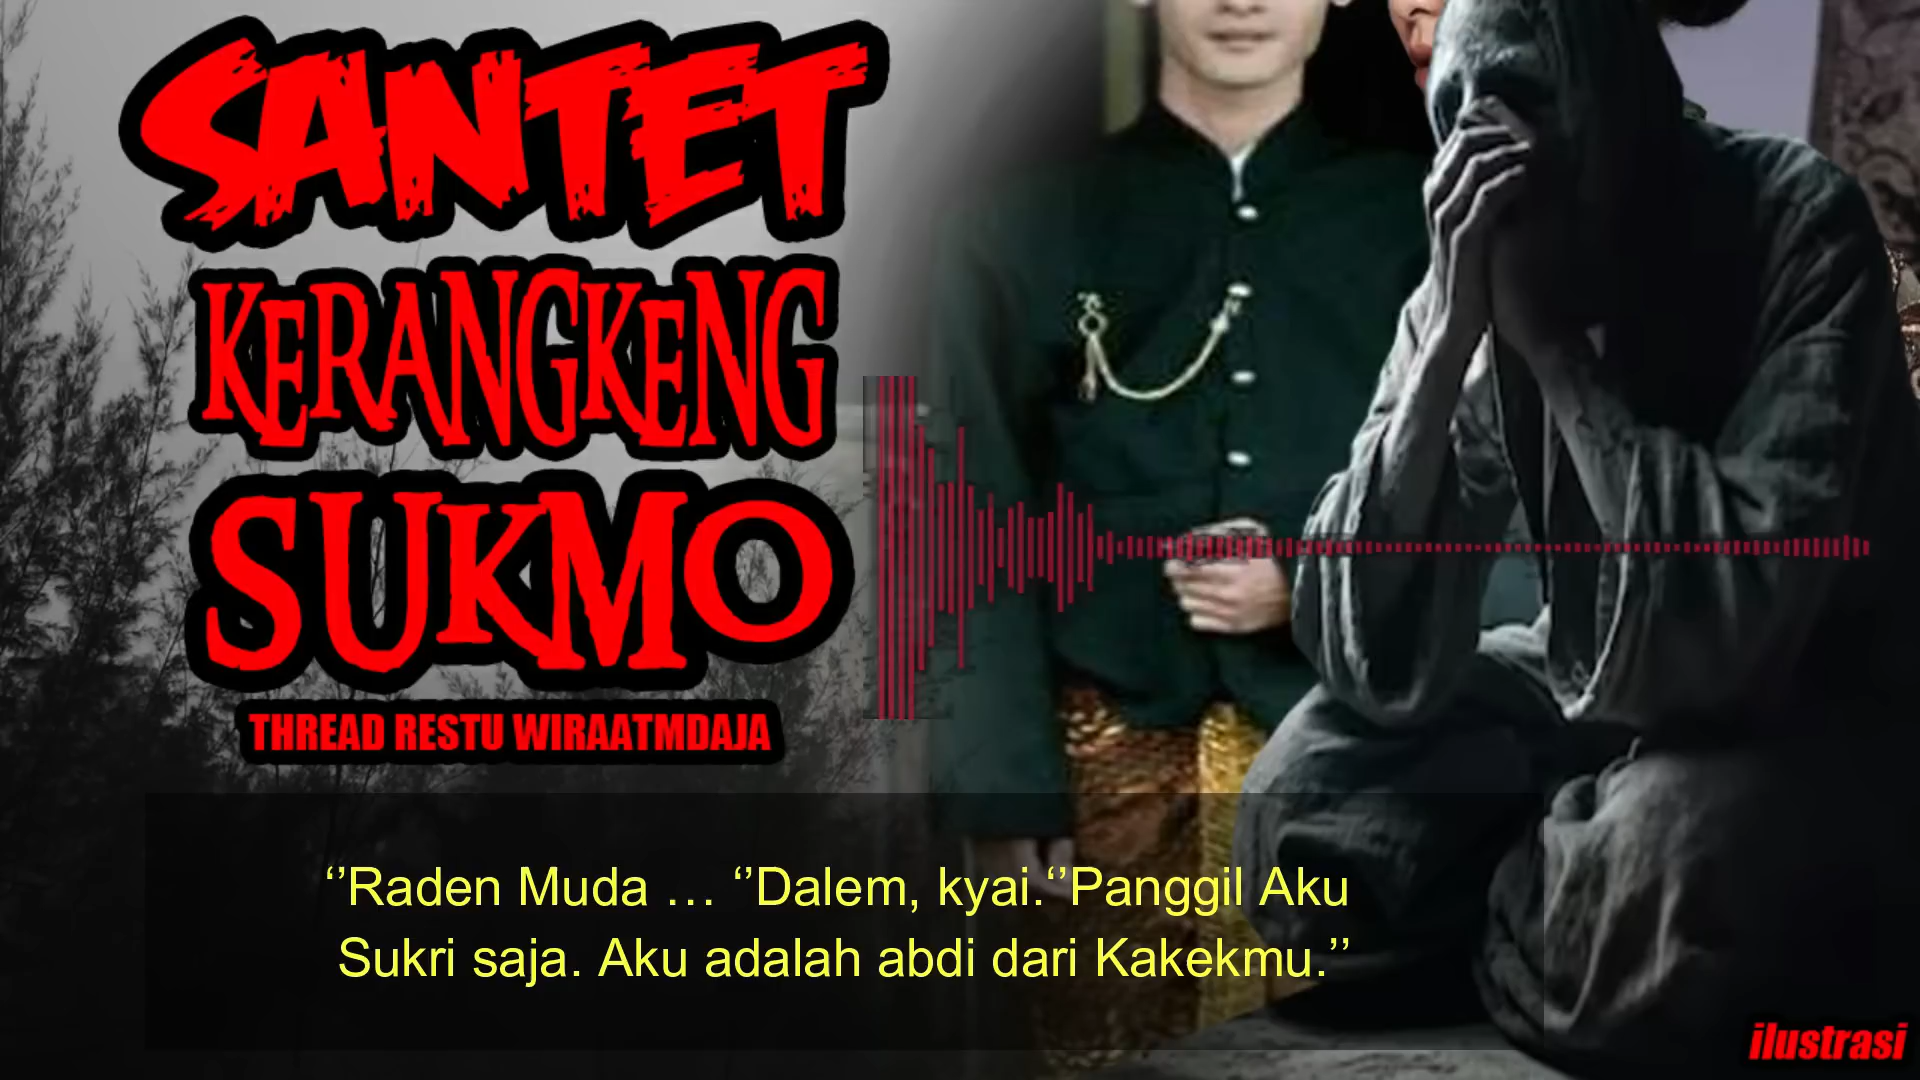 SANTET
KERANGKENG
SUKMO
THREAD RESTU WIRAATMDAJA
‘’Raden Muda … ‘’Dalem, kyai.‘’Panggil Aku
Sukri saja. Aku adalah abdi dari Kakekmu.’’
ilustrasi